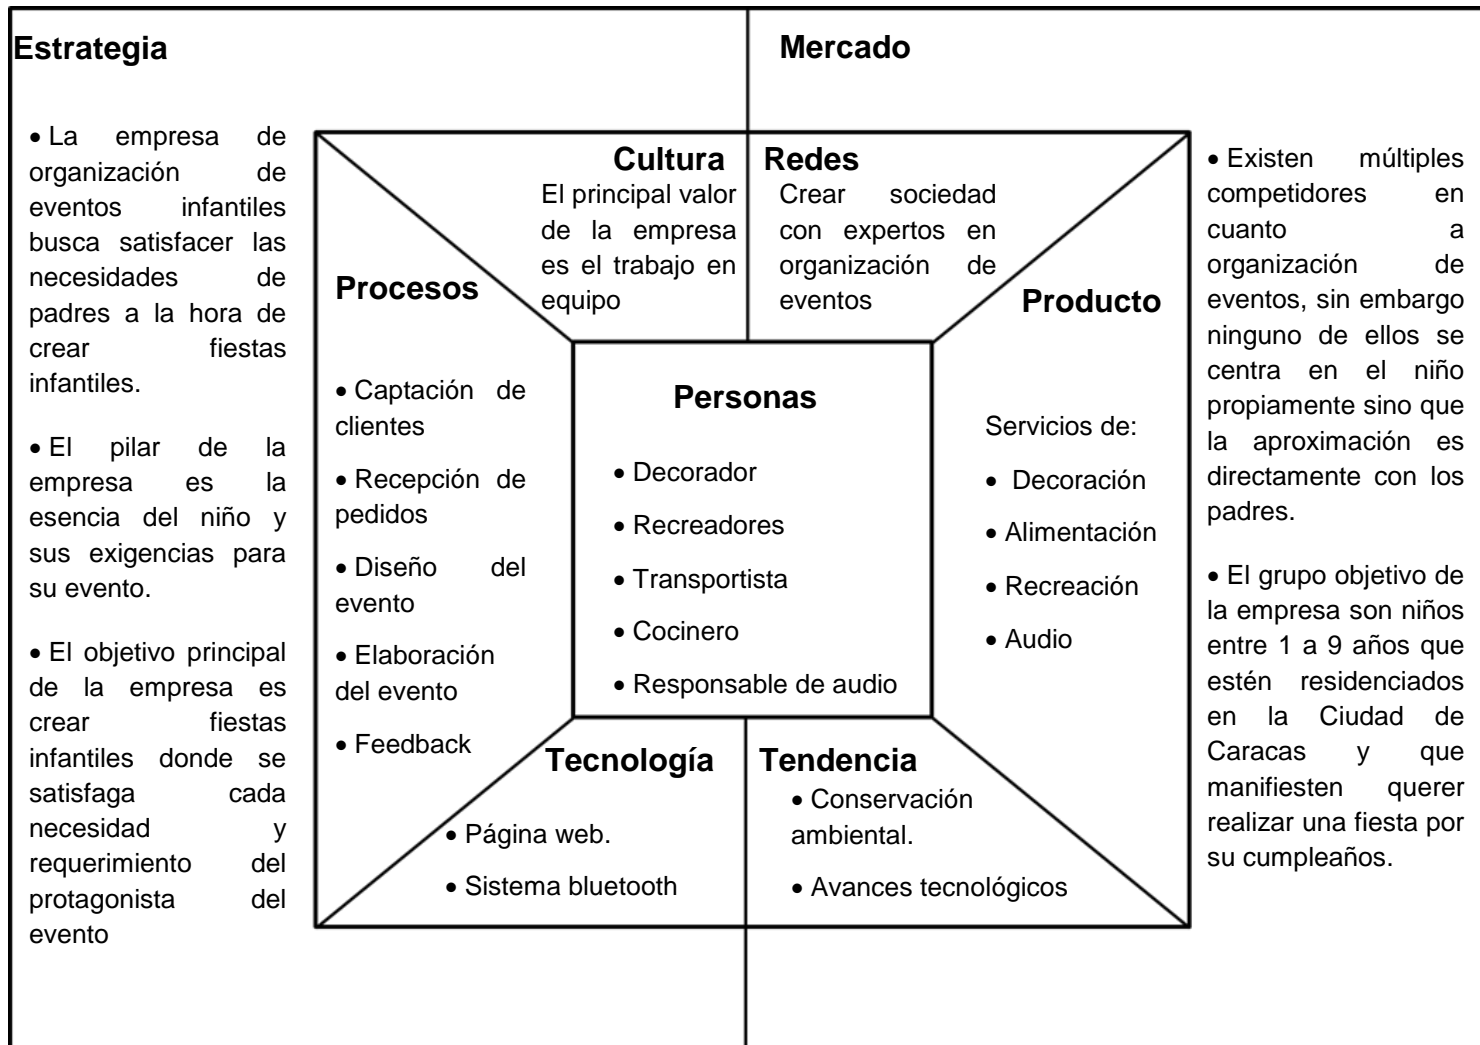 Estrategia
• La empresa de
organización de
eventos infantiles
busca satisfacer las
necesidades de
padres a la hora de
crear fiestas
infantiles.
• El pilar de la
empresa es la
esencia del niño y
sus exigencias para
su evento.
• El objetivo principal
de la empresa es
crear fiestas
infantiles donde se
satisfaga cada
necesidad y
requerimiento del
protagonista del
evento
Procesos
• Captación de
clientes
• Recepción de
pedidos
• Diseño del
evento
• Elaboración
del evento
• Feedback
Cultura
El principal valor
de la empresa
es el trabajo en
equipo
Redes
Crear sociedad
con expertos en
organización de
eventos
Personas
• Decorador
• Recreadores
• Transportista
• Cocinero
• Responsable de audio
Tecnología
• Página web.
• Sistema bluetooth
Tendencia
• Conservación
ambiental.
• Avances tecnológicos
Producto
Servicios de:
• Decoración
• Alimentación
• Recreación
• Audio
Mercado
• Existen múltiples
competidores en
cuanto a
organización de
eventos, sin embargo
ninguno de ellos se
centra en el niño
propiamente sino que
la aproximación es
directamente con los
padres.
• El grupo objetivo de
la empresa son niños
entre 1 a 9 años que
estén residenciados
en la Ciudad de
Caracas y que
manifiesten querer
realizar una fiesta por
su cumpleaños.